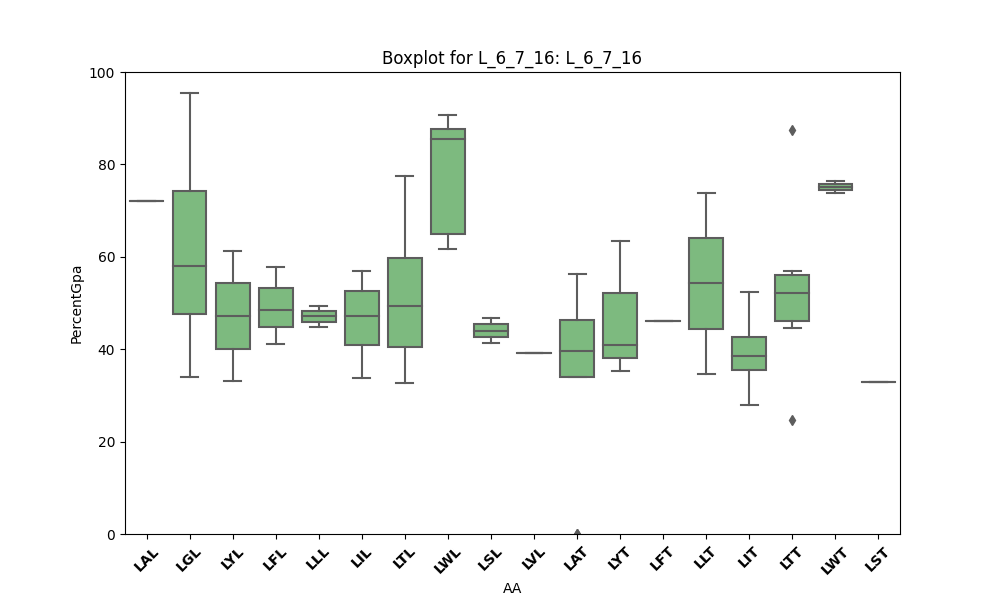 Boxplot for L_6_7_16: L_6_7_16
100
80
60
40
20
0
PercentGpa
LAL LGL LYL LFL LLL LIL LTL LWL LSL LVL LAT LYT LFT LLT LIT LTT LWT LST
AA